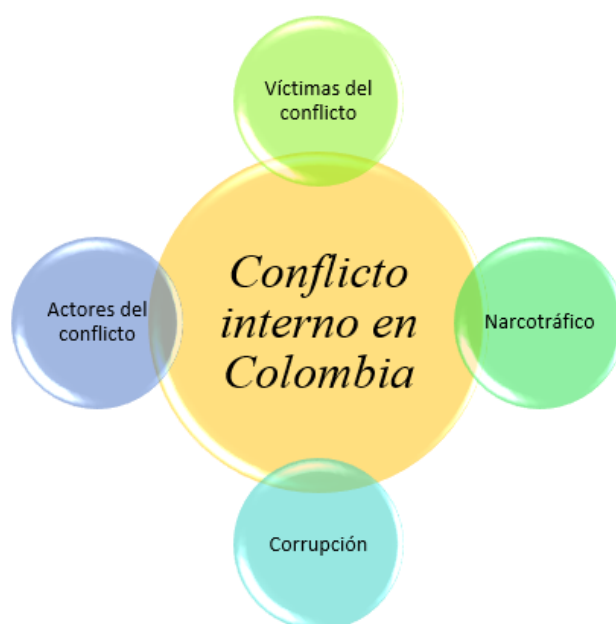 Víctimas del
conflicto
Conflicto
interno en
Colombia
Actores del
conflicto
Narcotráfico
Corrupción